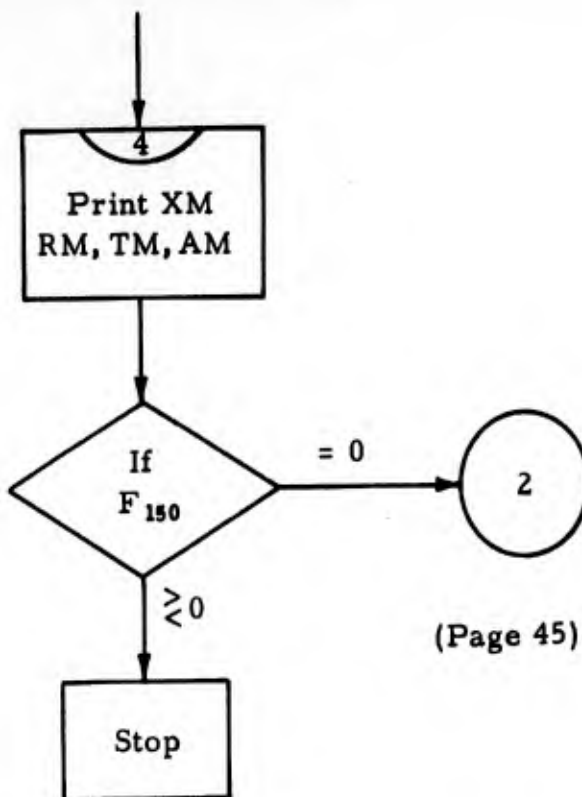 4
Print XM
RM, TM, AM
If
F₁₅₀
= 0
2
≷ 0
(Page 45)
Stop